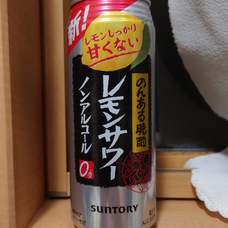 新!
レモンしっかり
甘くない
のんある晩酌
レモンサワー
ノンアルコール
0.00%
SUNTORY